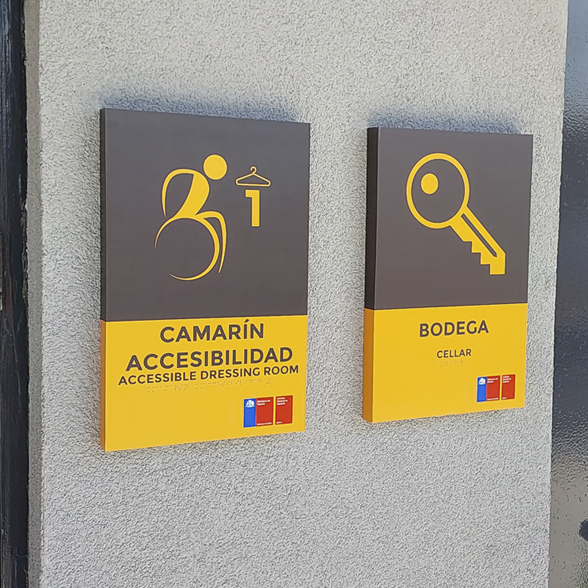 1
CAMARÍN
ACCESIBILIDAD
ACCESSIBLE DRESSING ROOM
BODEGA
CELLAR